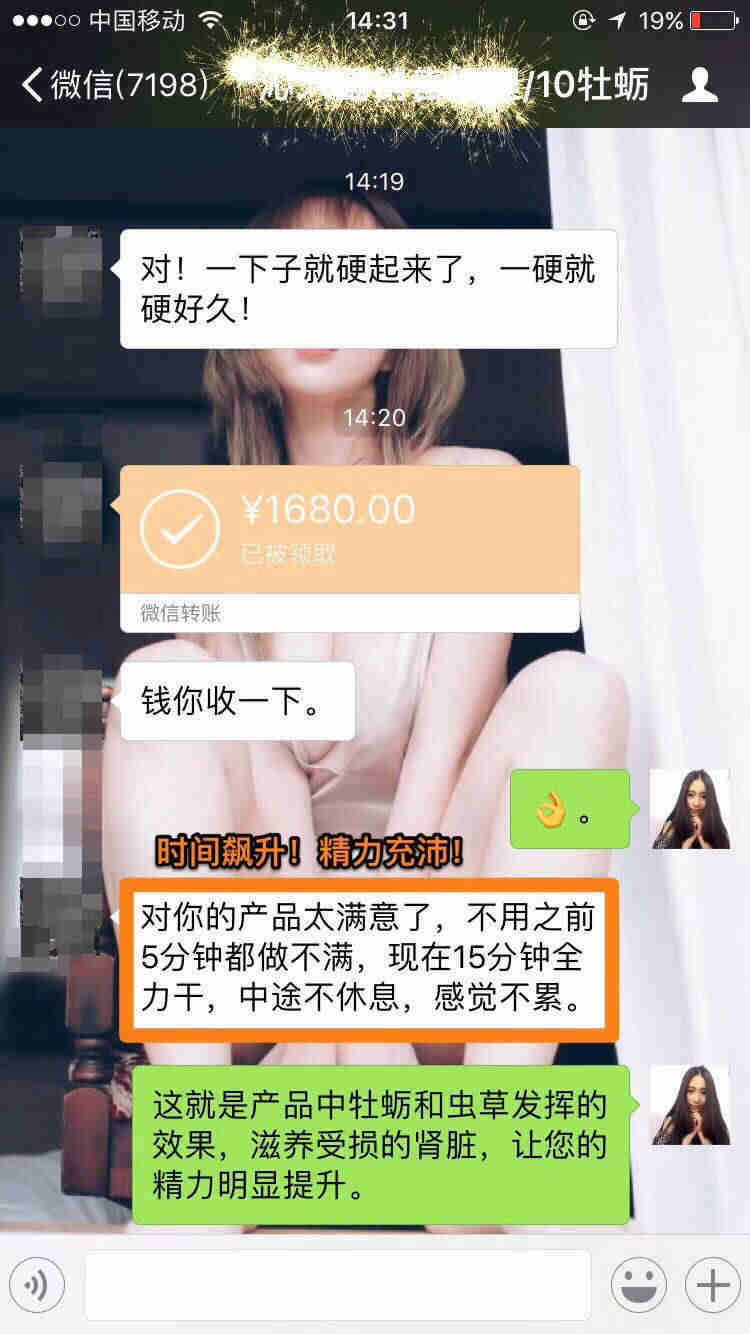 中国移动 14:31 19%
微信(7198) /10牡蛎
14:19
对！一下子就硬起来了，一硬就
硬好久！
14:20
¥1680.00
已被领取
微信转账
钱你收一下。
👌。
时间飙升！精力充沛！
对你的产品太满意了，不用之前
5分钟都做不满，现在15分钟全
力干，中途不休息，感觉不累。
这就是产品中牡蛎和虫草发挥的
效果，滋养受损的肾脏，让您的
精力明显提升。